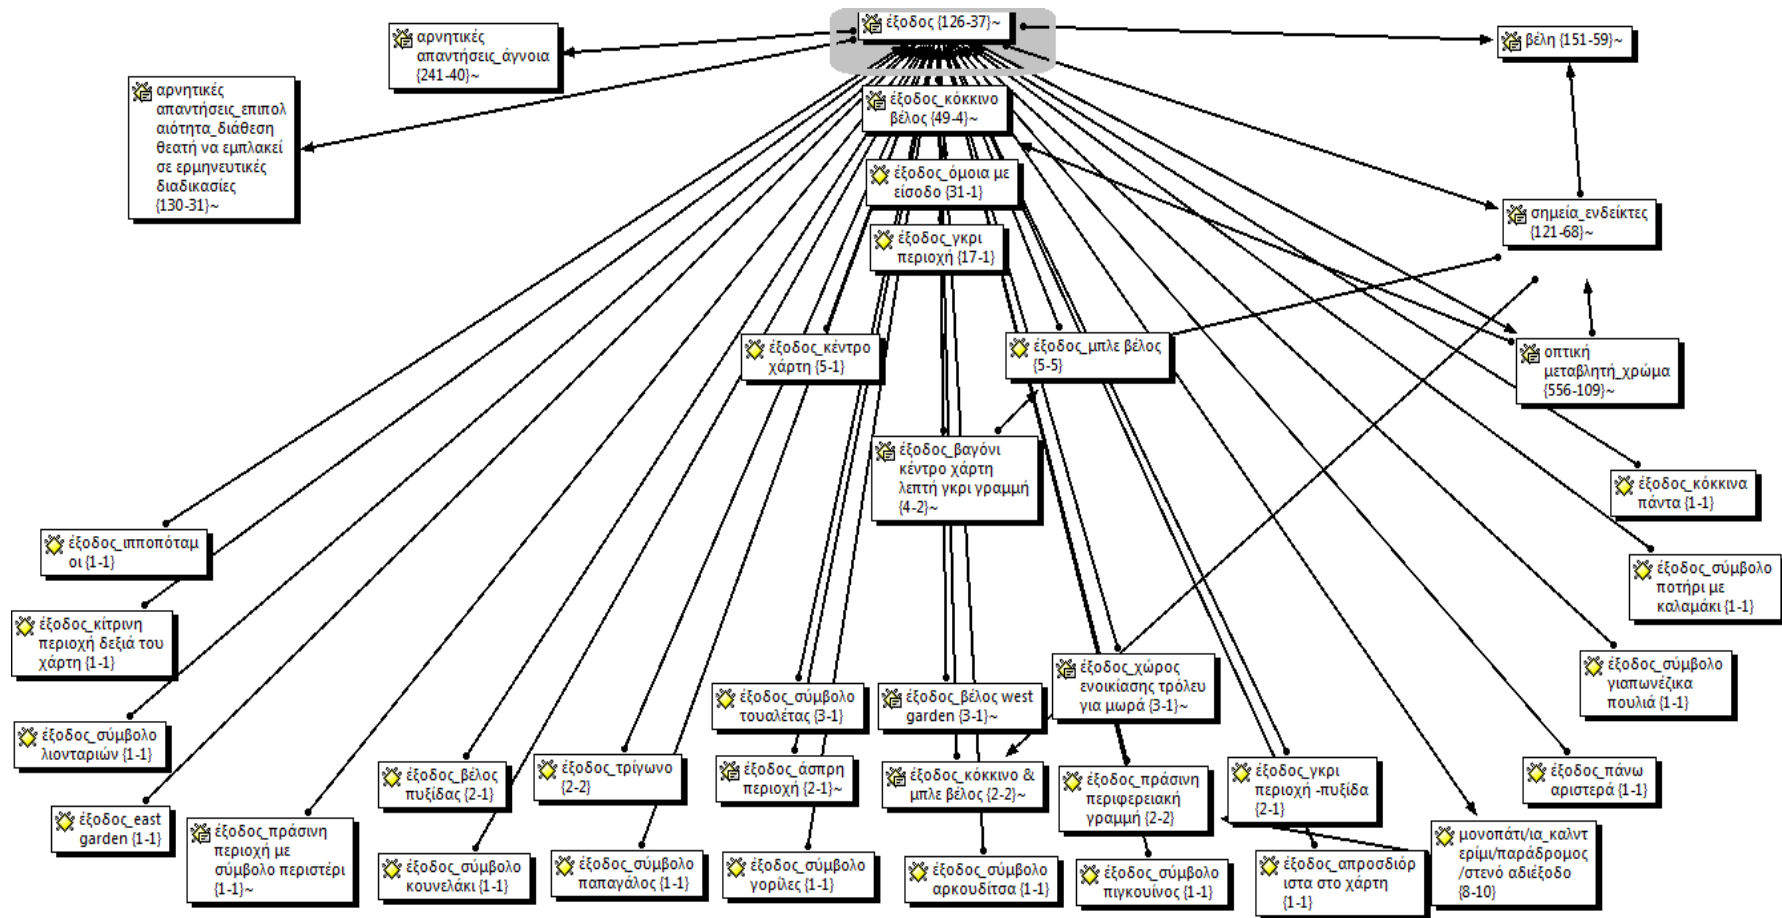 έξοδος {126-37}~
αρνητικές
απαντήσεις_άγνοια
{241-40}~
βέλη {151-59}~
αρνητικές
απαντήσεις_επιπολ
αιότητα_διάθεση
θεατή να εμπλακεί
σε ερμηνευτικές
διαδικασίες
{130-31}~
έξοδος_κόκκινο
βέλος {49-4}~
έξοδος_όμοια με
είσοδο {31-1}
σημεία_ενδείκτες
{121-68}~
έξοδος_γκρι
περιοχή {17-1}
έξοδος_κέντρο
χάρτη {5-1}
έξοδος_μπλε βέλος
{5-5}
οπτική
μεταβλητή_χρώμα
{556-109}~
έξοδος_βαγόνι
κέντρο χάρτη
λεπτή γκρι γραμμή
{4-2}~
έξοδος_κόκκινα
πάντα {1-1}
έξοδος_ιπποπόταμ
οι {1-1}
έξοδος_σύμβολο
ποτήρι με
καλαμάκι {1-1}
έξοδος_κίτρινη
περιοχή δεξιά του
χάρτη {1-1}
έξοδος_χώρος
ενοικίασης τρόλευ
για μωρά {3-1}~
έξοδος_σύμβολο
γιαπωνέζικα
πουλιά {1-1}
έξοδος_σύμβολο
τουαλέτας {3-1}
έξοδος_βέλος west
garden {3-1}~
έξοδος_σύμβολο
λιονταριών {1-1}
έξοδος_βέλος
πυξίδας {2-1}
έξοδος_τρίγωνο
{2-2}
έξοδος_άσπρη
περιοχή {2-1}~
έξοδος_κόκκινο &
μπλε βέλος {2-2}~
έξοδος_πράσινη
περιφερειακή
γραμμή {2-2}
έξοδος_γκρι
περιοχή -πυξίδα
{2-1}
έξοδος_πάνω
αριστερά {1-1}
έξοδος_east
garden {1-1}
έξοδος_πράσινη
περιοχή με
σύμβολο περιστέρι
{1-1}~
έξοδος_σύμβολο
κουνελάκι {1-1}
έξοδος_σύμβολο
παπαγάλος {1-1}
έξοδος_σύμβολο
γορίλες {1-1}
έξοδος_σύμβολο
αρκουδίτσα {1-1}
έξοδος_σύμβολο
πιγκουίνος {1-1}
έξοδος_απροσδιόρ
ιστα στο χάρτη
{1-1}
μονοπάτι/ια_καλντ
ερίμι/παράδρομος
/στενό αδιέξοδο
{8-10}